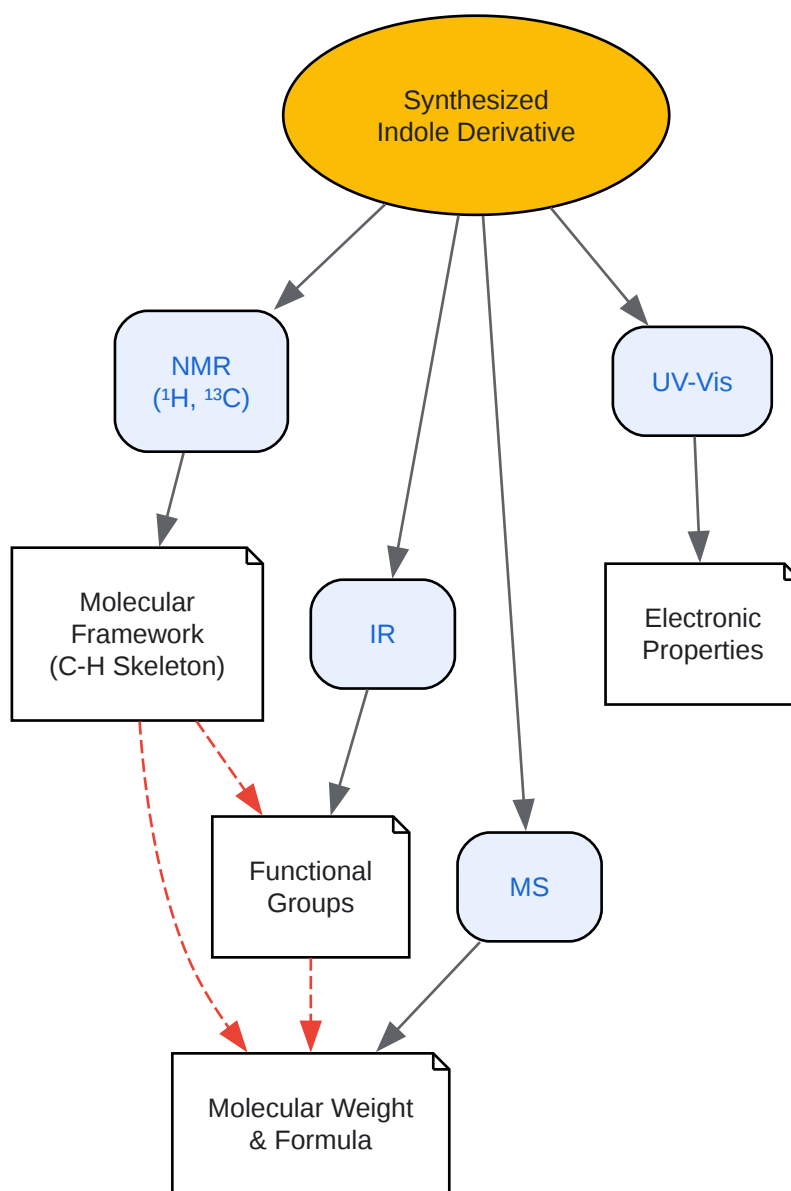 Synthesized
Indole Derivative
NMR
(¹H, ¹³C)
UV-Vis
Molecular
Framework
(C-H Skeleton)
IR
Electronic
Properties
Functional
Groups
MS
Molecular Weight
& Formula